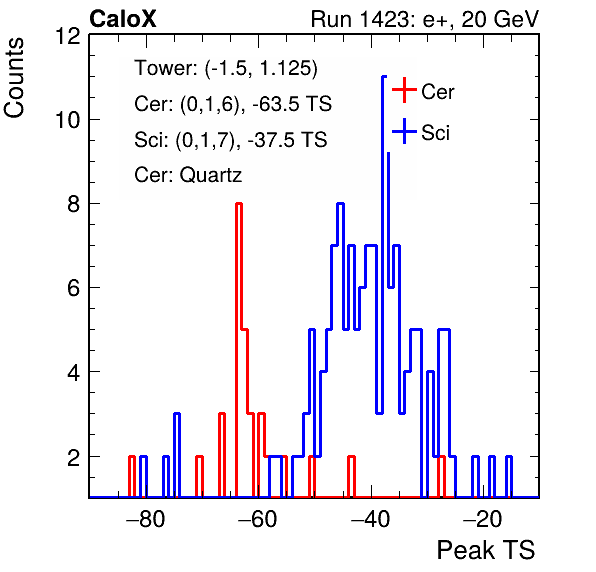 CaloX Run 1423: e+, 20 GeV
Counts
12
10
8
6
4
2
Tower: (-1.5, 1.125)
Cer: (0,1,6), -63.5 TS
Sci: (0,1,7), -37.5 TS
Cer: Quartz
Cer
Sci
−80 −60 −40 −20
Peak TS